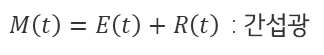 M(t) = E(t) + R(t) : 간섭광